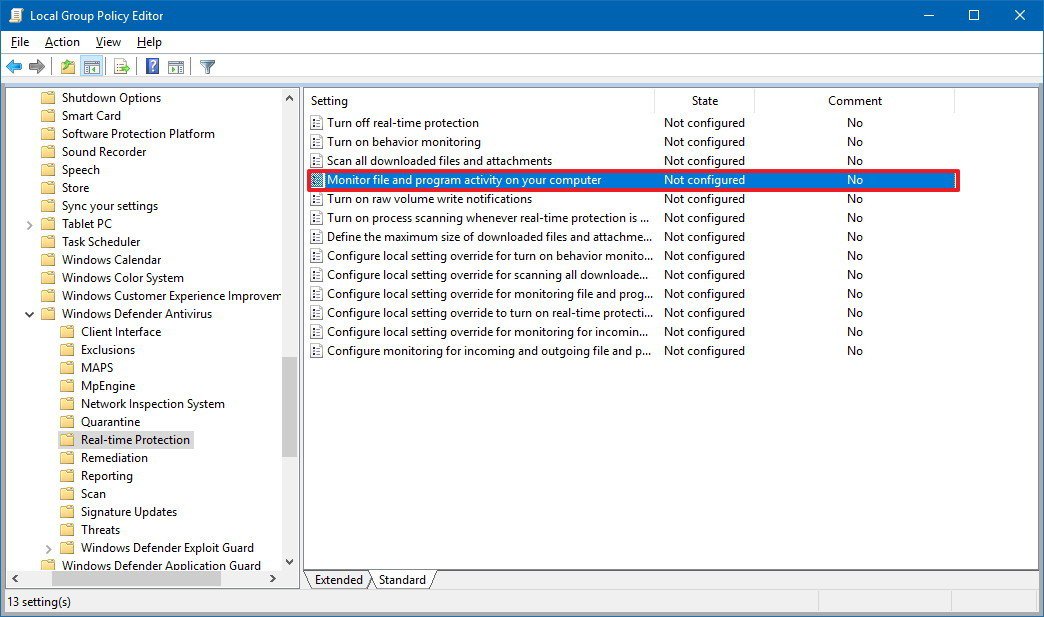 Local Group Policy Editor
File Action View Help
Shutdown Options
Smart Card
Software Protection Platform
Sound Recorder
Speech
Store
Sync your settings
Tablet PC
Task Scheduler
Windows Calendar
Windows Color System
Windows Customer Experience Improvem
Windows Defender Antivirus
Client Interface
Exclusions
MAPS
MpEngine
Network Inspection System
Quarantine
Real-time Protection
Remediation
Reporting
Scan
Signature Updates
Threats
Windows Defender Exploit Guard
Windows Defender Application Guard
Setting State Comment
Turn off real-time protection Not configured No
Turn on behavior monitoring Not configured No
Scan all downloaded files and attachments Not configured No
Monitor file and program activity on your computer Not configured No
Turn on raw volume write notifications Not configured No
Turn on process scanning whenever real-time protection is ... Not configured No
Define the maximum size of downloaded files and attachme... Not configured No
Configure local setting override for turn on behavior monito... Not configured No
Configure local setting override for scanning all downloade... Not configured No
Configure local setting override for monitoring file and prog... Not configured No
Configure local setting override to turn on real-time protecti... Not configured No
Configure local setting override for monitoring for incomin... Not configured No
Configure monitoring for incoming and outgoing file and p... Not configured No
Extended Standard
13 setting(s)